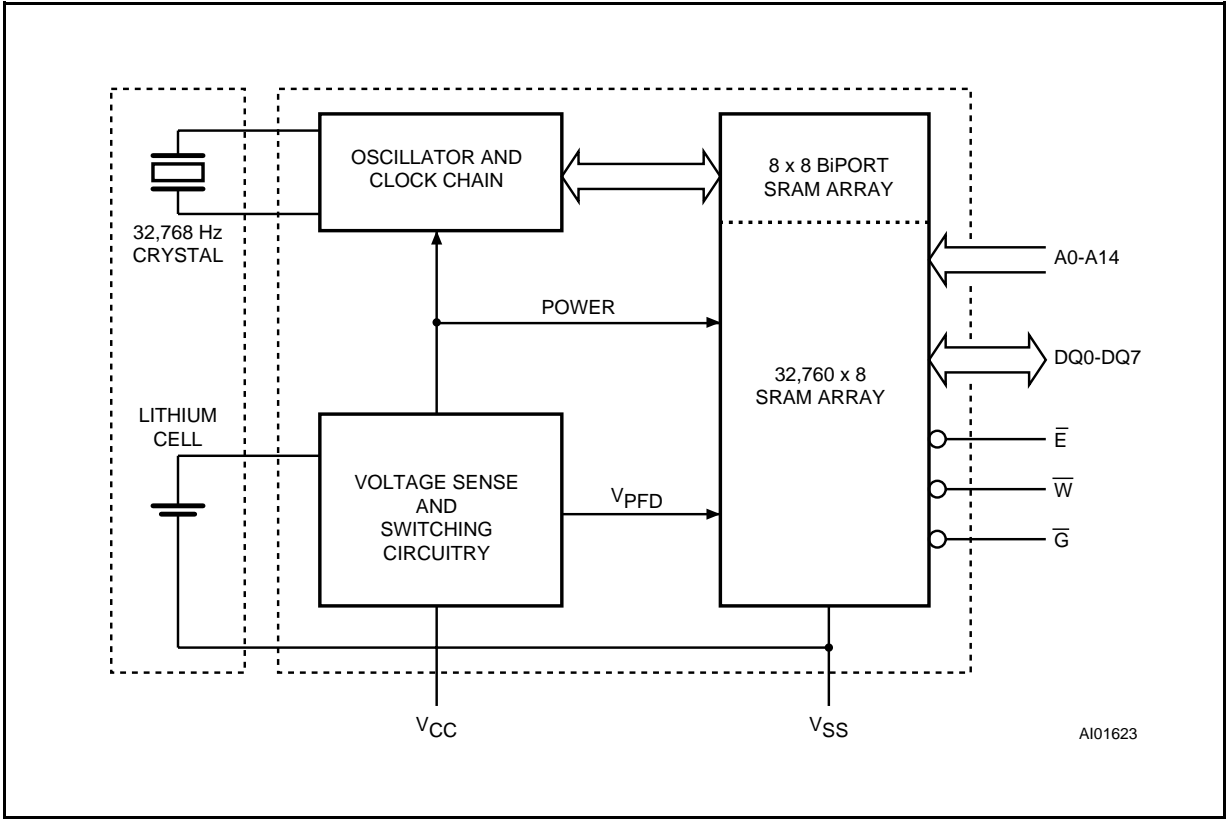 OSCILLATOR AND
CLOCK CHAIN
8 x 8 BiPORT
SRAM ARRAY
32,768 Hz
CRYSTAL
A0-A14
POWER
DQ0-DQ7
32,760 x 8
SRAM ARRAY
LITHIUM
CELL
E̅
VOLTAGE SENSE
AND
SWITCHING
CIRCUITRY
VPFD
W̅
G̅
VCC
VSS
AI01623